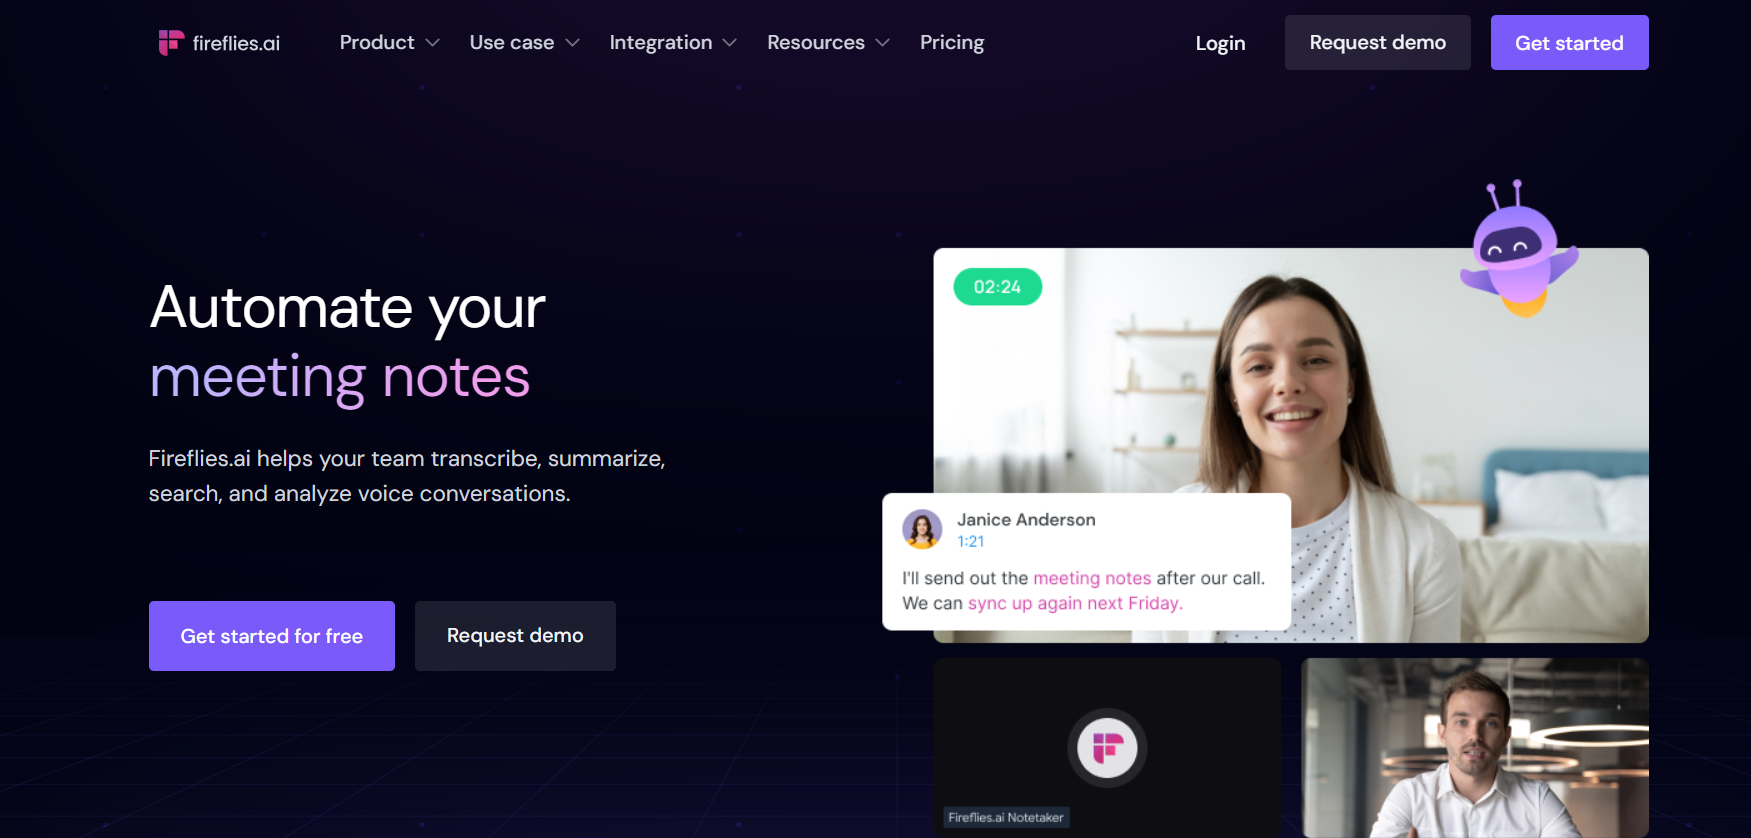 fireflies.ai
Product
Use case
Integration
Resources
Pricing
Login
Request demo
Get started
Automate your
meeting notes
Fireflies.ai helps your team transcribe, summarize,
search, and analyze voice conversations.
Get started for free
Request demo
02:24
Janice Anderson
1:21
I'll send out the meeting notes after our call.
We can sync up again next Friday.
Fireflies.ai Notetaker